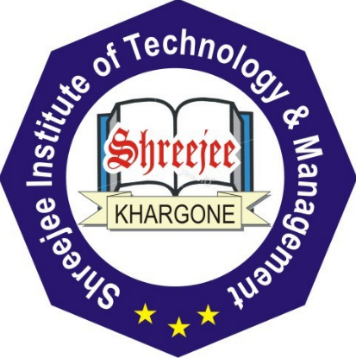 Shreejee Institute of Technology & Management
Shreejee
KHARGONE